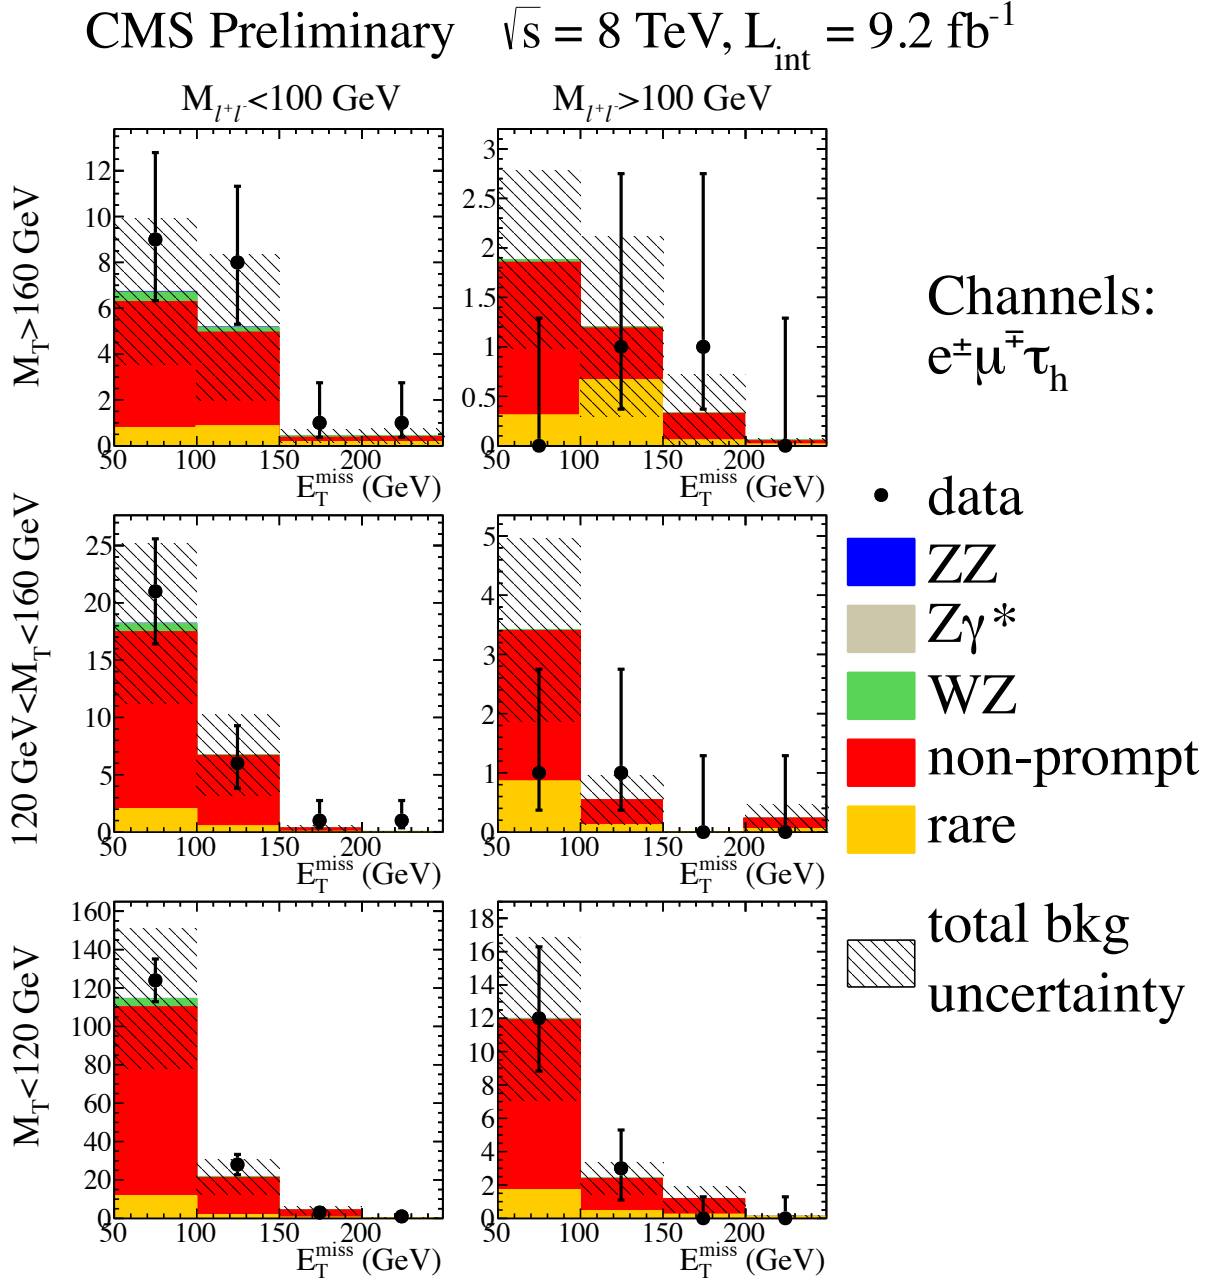 CMS Preliminary √s = 8 TeV, L_int = 9.2 fb⁻¹
M_l⁺l⁻<100 GeV M_l⁺l⁻>100 GeV
M_T>160 GeV
12
10
8
6
4
2
0
50 100 150 200
E_T^miss (GeV)
3
2.5
2
1.5
1
0.5
0
50 100 150 200
E_T^miss (GeV)
Channels:
e^±μ^∓τ_h
120 GeV<M_T<160 GeV
25
20
15
10
5
0
50 100 150 200
E_T^miss (GeV)
5
4
3
2
1
0
50 100 150 200
E_T^miss (GeV)
data
ZZ
Zγ*
WZ
non-prompt
rare
total bkg
uncertainty
M_T<120 GeV
160
140
120
100
80
60
40
20
0
50 100 150 200
E_T^miss (GeV)
18
16
14
12
10
8
6
4
2
0
50 100 150 200
E_T^miss (GeV)